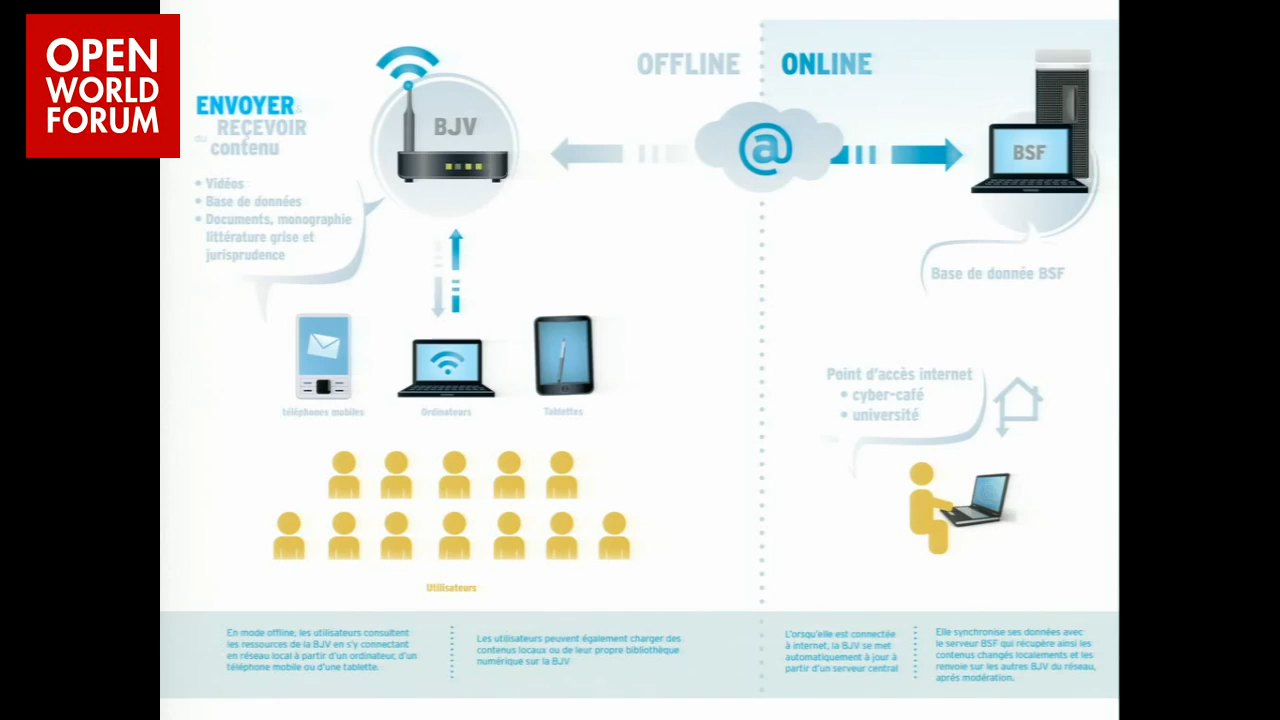 OPEN
WORLD
FORUM
OFFLINE
ONLINE
ENVOYER &
REÇEVOIR
du contenu
• Vidéos
• Base de données
• Documents, monographie
littérature grise et
jurisprudence
BJV
@
BSF
Base de donnée BSF
téléphones mobiles
Ordinateurs
Tablettes
Point d'accès internet
• cyber-café
• université
Utilisateurs
En mode offline, les utilisateurs consultent
les ressources de la BJV en s'y connectant
en réseau local à partir d'un ordinateur, d'un
téléphone mobile ou d'une tablette.
Les utilisateurs peuvent également charger des
contenus locaux ou de leur propre bibliothèque
numérique sur la BJV
L'orsqu'elle est connectée
à internet, la BJV se met
automatiquement à jour à
partir d'un serveur central
Elle synchronise ses données avec
le serveur BSF qui récupère ainsi les
contenus changés localements et les
renvoie sur les autres BJV du réseau,
après modération.